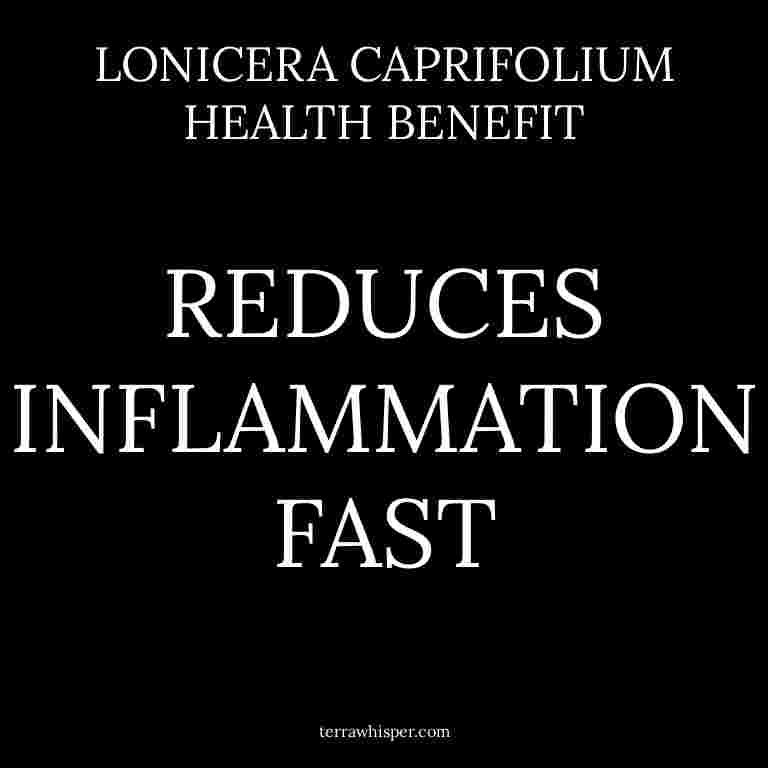 LONICERA CAPRIFOLIUM
HEALTH BENEFIT
REDUCES
INFLAMMATION
FAST
terrawhisper.com